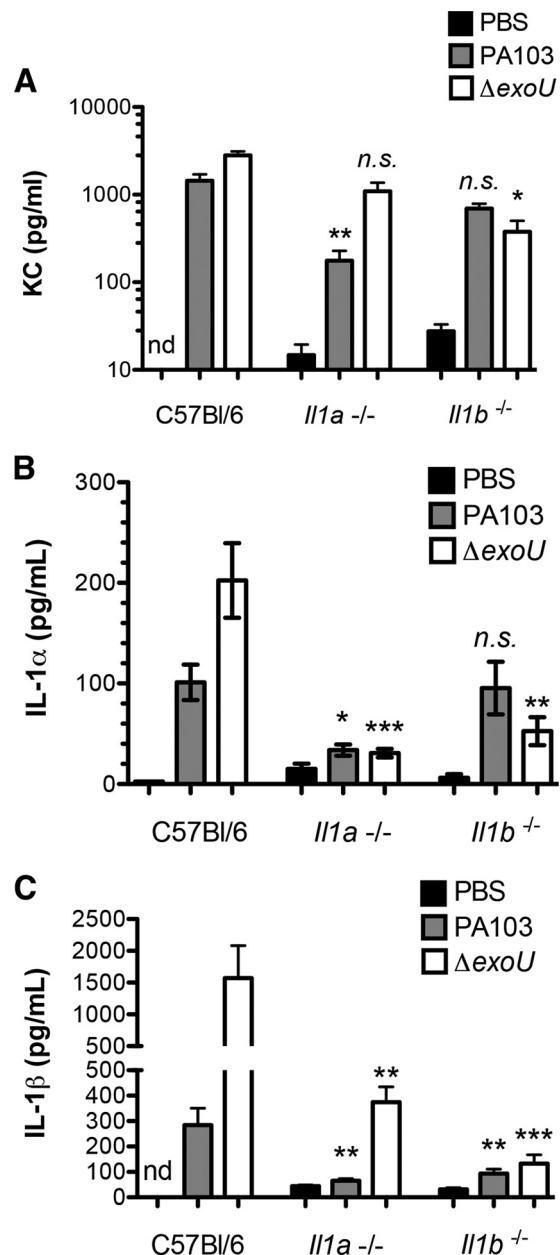 PBS
PA103
ΔexoU
A
10000
1000
100
10
KC (pg/ml)
nd
**
n.s.
n.s.
*
C57Bl/6 Il1a -/- Il1b -/-
B
PBS
PA103
ΔexoU
300
200
100
0
IL-1α (pg/mL)
*
***
n.s.
**
C57Bl/6 Il1a -/- Il1b -/-
C
PBS
PA103
ΔexoU
2500
2000
1500
1000
500
500
400
300
200
100
0
IL-1β (pg/mL)
nd
**
**
**
***
C57Bl/6 Il1a -/- Il1b -/-